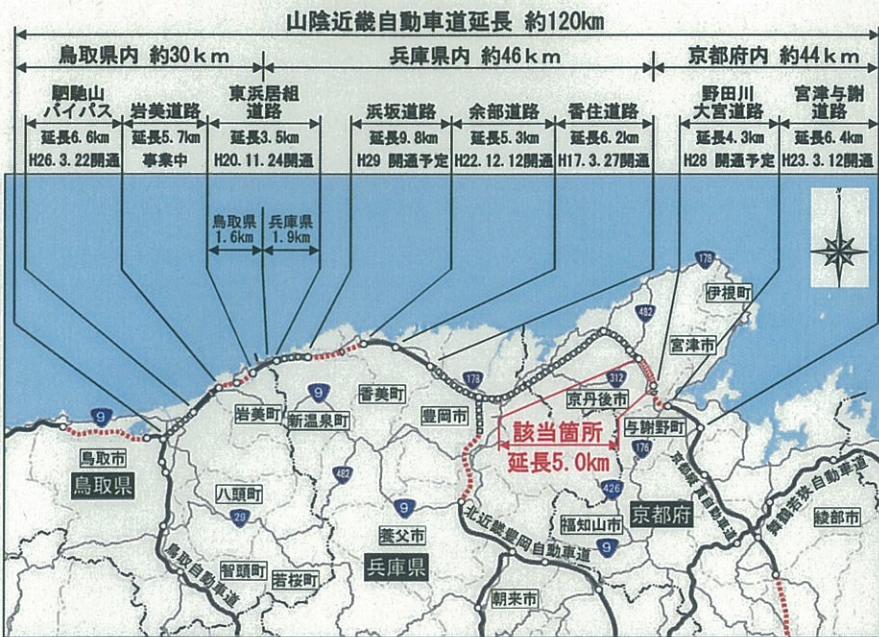 山陰近畿自動車道延長 約120km
鳥取県内 約30km
兵庫県内 約46km
京都府内 約44km
駟馳山
バイパス
延長6.6km
H26.3.22開通
岩美道路
延長5.7km
事業中
東浜居組
道路
延長3.5km
H20.11.24開通
浜坂道路
延長9.8km
H29 開通予定
余部道路
延長5.3km
H22.12.12開通
香住道路
延長6.2km
H17.3.27開通
野田川
大宮道路
延長4.3km
H28 開通予定
宮津与謝
道路
延長6.4km
H23.3.12開通
鳥取県
1.6km
兵庫県
1.9km
N
178
伊根町
482
宮津市
9
岩美町
9
新温泉町
香美町
178
豊岡市
312
京丹後市
与謝野町
該当箇所
延長5.0km
176
鳥取市
鳥取県
482
八頭町
29
9
養父市
兵庫県
426
福知山市
京都府
9
京都縦貫自動車道
舞鶴若狭自動車道
綾部市
北近畿豊岡自動車道
鳥取自動車道
智頭町
若桜町
朝来市